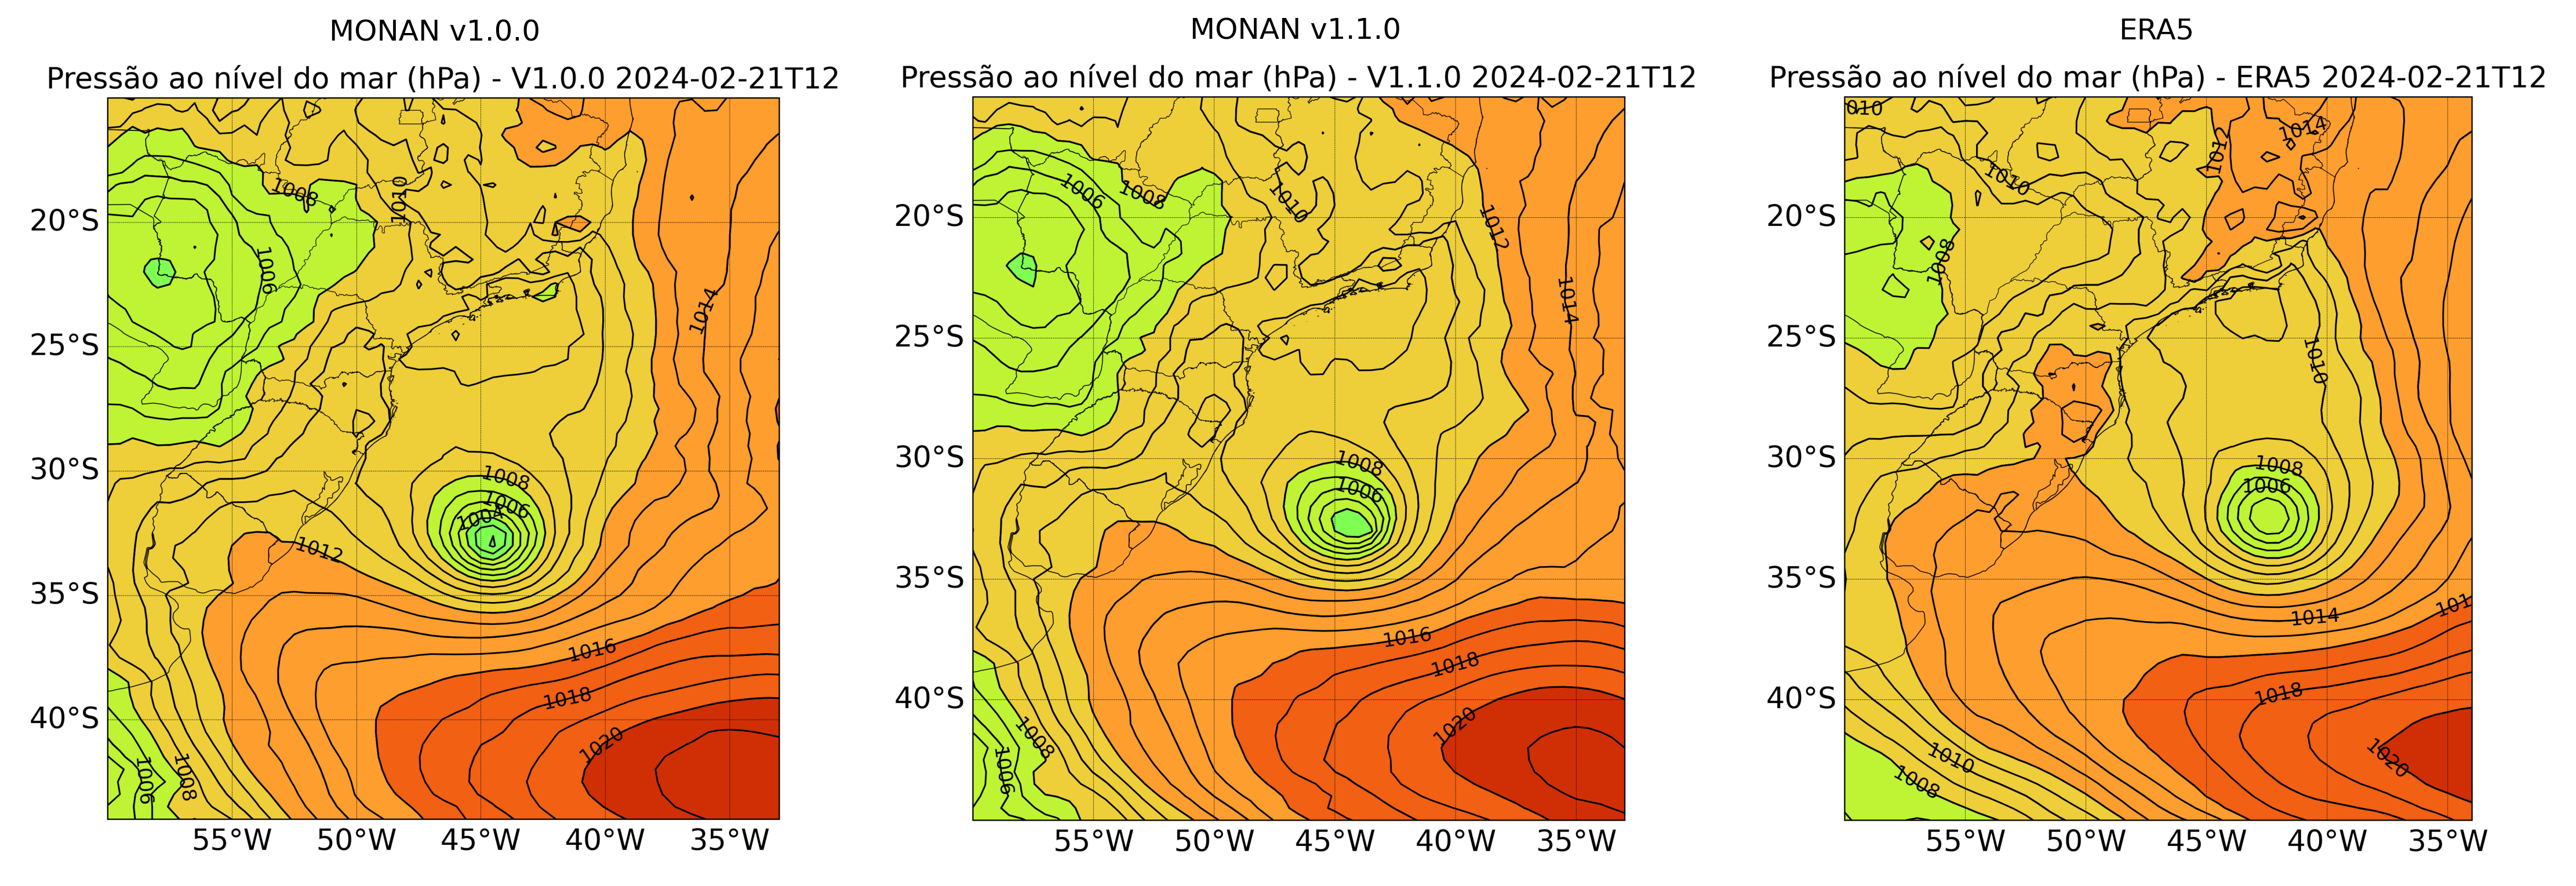 MONAN v1.0.0
Pressão ao nível do mar (hPa) - V1.0.0 2024-02-21T12
1008
1010
1006
1014
1008
1006
1004
1012
1016
1018
1020
1006
1008
20°S
25°S
30°S
35°S
40°S
55°W 50°W 45°W 40°W 35°W
MONAN v1.1.0
Pressão ao nível do mar (hPa) - V1.1.0 2024-02-21T12
1006
1008
1010
1012
1014
1008
1006
1016
1018
1020
1008
1006
20°S
25°S
30°S
35°S
40°S
55°W 50°W 45°W 40°W 35°W
ERA5
Pressão ao nível do mar (hPa) - ERA5 2024-02-21T12
010
1014
1012
1010
1008
1010
1008
1006
101
1014
1018
1010
1020
1008
20°S
25°S
30°S
35°S
40°S
55°W 50°W 45°W 40°W 35°W